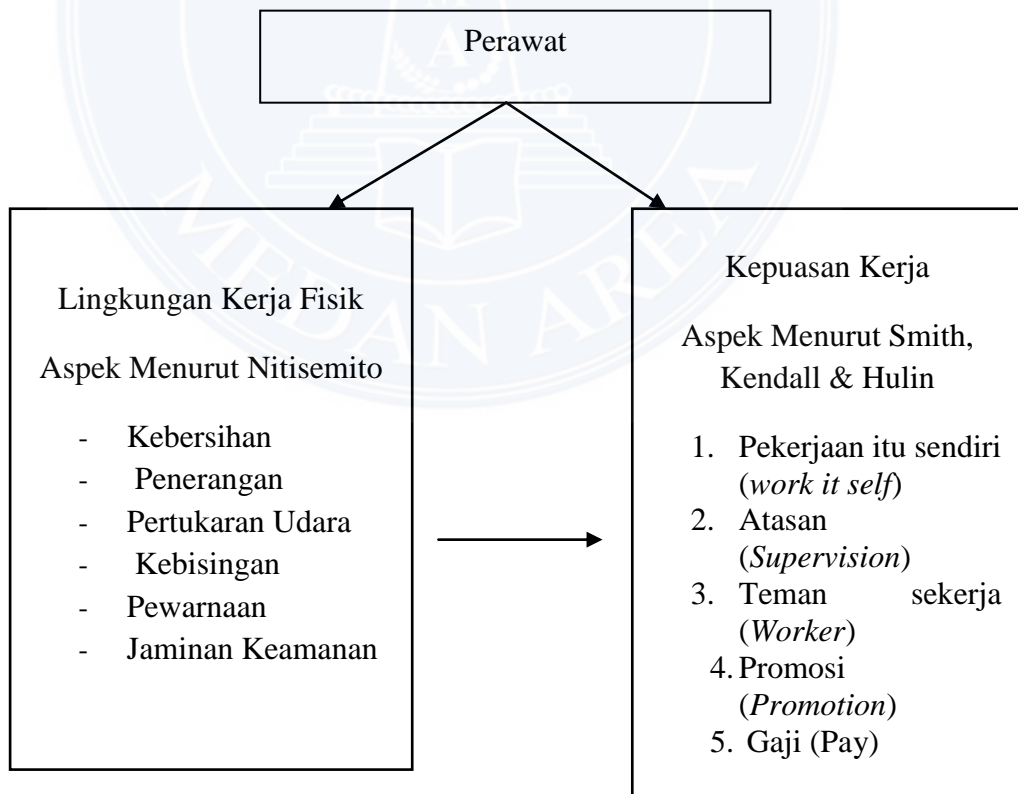 Perawat
Lingkungan Kerja Fisik
Aspek Menurut Nitisemito
- Kebersihan
- Penerangan
- Pertukaran Udara
- Kebisingan
- Pewarnaan
- Jaminan Keamanan
Kepuasan Kerja
Aspek Menurut Smith,
Kendall & Hulin
1. Pekerjaan itu sendiri
(work it self)
2. Atasan
(Supervision)
3. Teman sekerja
(Worker)
4. Promosi
(Promotion)
5. Gaji (Pay)
M
A
MEDAN AREA